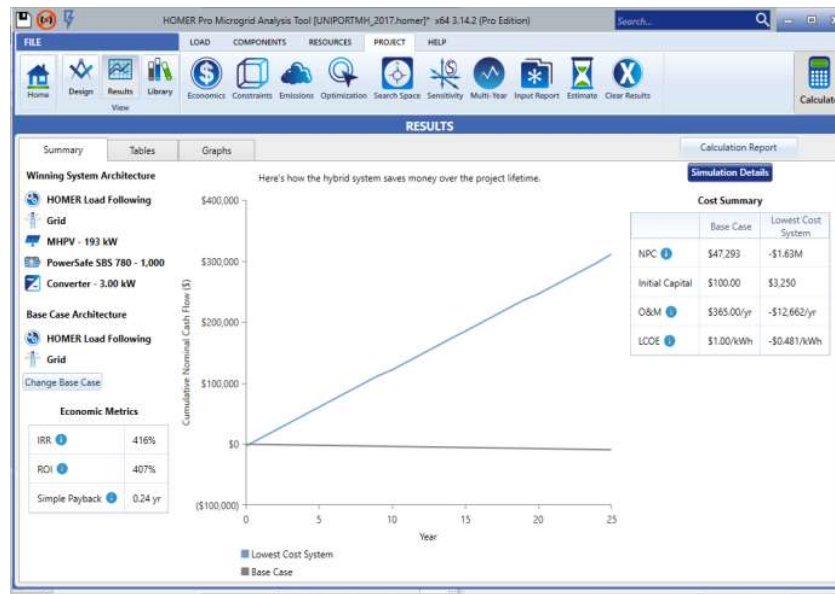 HOMER Pro Microgrid Analysis Tool [UNIPORTMH_2017.homer]* x64 3.14.2 (Pro Edition)
Search...
FILE
LOAD COMPONENTS RESOURCES PROJECT HELP
Home Design Results Library Economics Constraints Emissions Optimization Search Space Sensitivity Multi-Year Input Report Estimate Clear Results Calculate
View
RESULTS
Summary Tables Graphs
Calculation Report
Simulation Details
Winning System Architecture
HOMER Load Following
Grid
MHPV - 193 kW
PowerSafe SBS 780 - 1,000
Converter - 3.00 kW
Base Case Architecture
HOMER Load Following
Grid
Change Base Case
Economic Metrics
IRR 416%
ROI 407%
Simple Payback 0.24 yr
Here's how the hybrid system saves money over the project lifetime.
Cumulative Nominal Cash Flow ($)
$400,000
$300,000
$200,000
$100,000
$0
($100,000)
0 5 10 15 20 25
Year
Lowest Cost System
Base Case
Cost Summary
Base Case Lowest Cost System
NPC $47,293 -$1.63M
Initial Capital $100.00 $3,250
O&M $365.00/yr -$12,662/yr
LCOE $1.00/kWh -$0.481/kWh